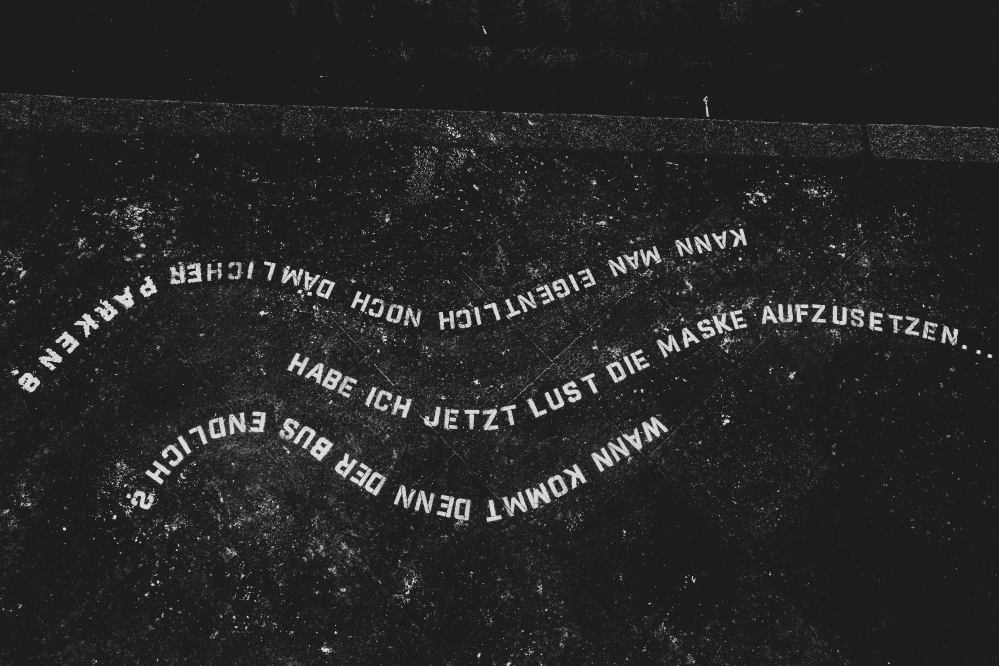 KANN MAN EIGENTLICH NOCH DÄMLICHER PARKEN?
HABE ICH JETZT LUST DIE MASKE AUFZUSETZEN...
WANN KOMMT DENN DER BUS ENDLICH?